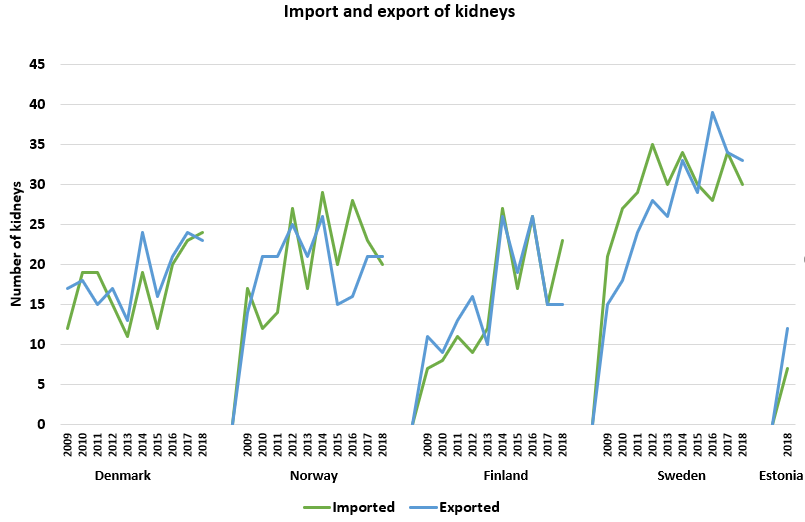 Import and export of kidneys
Number of kidneys
45
40
35
30
25
20
15
10
5
0
2009 2010 2011 2012 2013 2014 2015 2016 2017 2018 2009 2010 2011 2012 2013 2014 2015 2016 2017 2018 2009 2010 2011 2012 2013 2014 2015 2016 2017 2018 2009 2010 2011 2012 2013 2014 2015 2016 2017 2018 2018
Denmark Norway Finland Sweden Estonia
Imported Exported